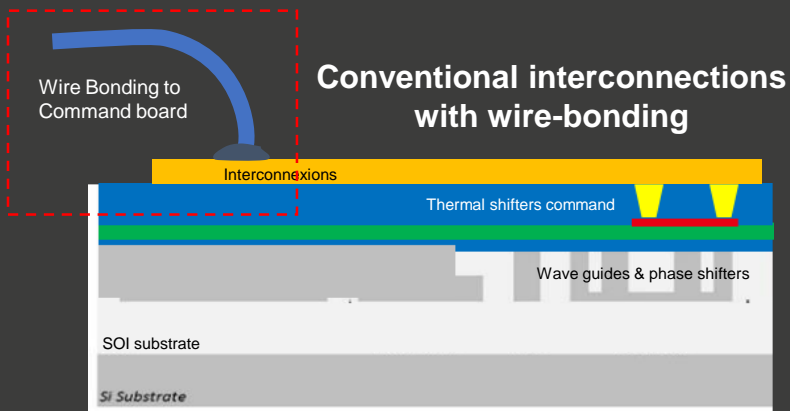 Conventional interconnections
with wire-bonding
Wire Bonding to
Command board
Interconnexions
Thermal shifters command
Wave guides & phase shifters
SOI substrate
Si Substrate